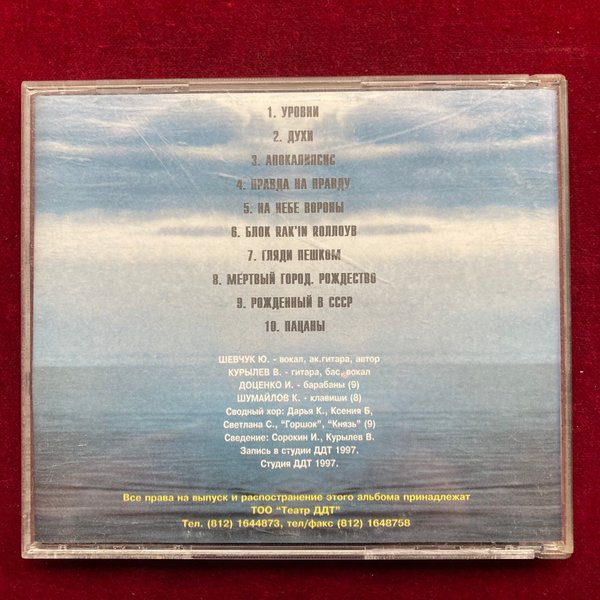 1. УРОВНИ
2. ДУХИ
3. АПОКАЛИПСИС
4. ПРАВДА НА ПРАВДУ
5. НА НЕБЕ ВОРОНЫ
6. БЛОК RAK'IN RОЛЛОУВ
7. ГЛЯДИ ПЕШКОМ
8. МЕРТВЫЙ ГОРОД. РОЖДЕСТВО
9. РОЖДЕННЫЙ В СССР
10. ПАЦАНЫ
ШЕВЧУК Ю. - вокал, ак.гитара, автор
КУРЫЛЕВ В. - гитара, бас, вокал
ДОЦЕНКО И. - барабаны (9)
ШУМАЙЛОВ К. - клавиши (8)
Сводный хор: Дарья К., Ксения Б,
Светлана С., "Горшок", "Князь" (9)
Сведение: Сорокин И., Курылев В.
Запись в студии ДДТ 1997.
Студия ДДТ 1997.
Все права на выпуск и распостранение этого альбома принадлежат
ТОО "Театр ДДТ"
Тел. (812) 1644873, тел/факс (812) 1648758